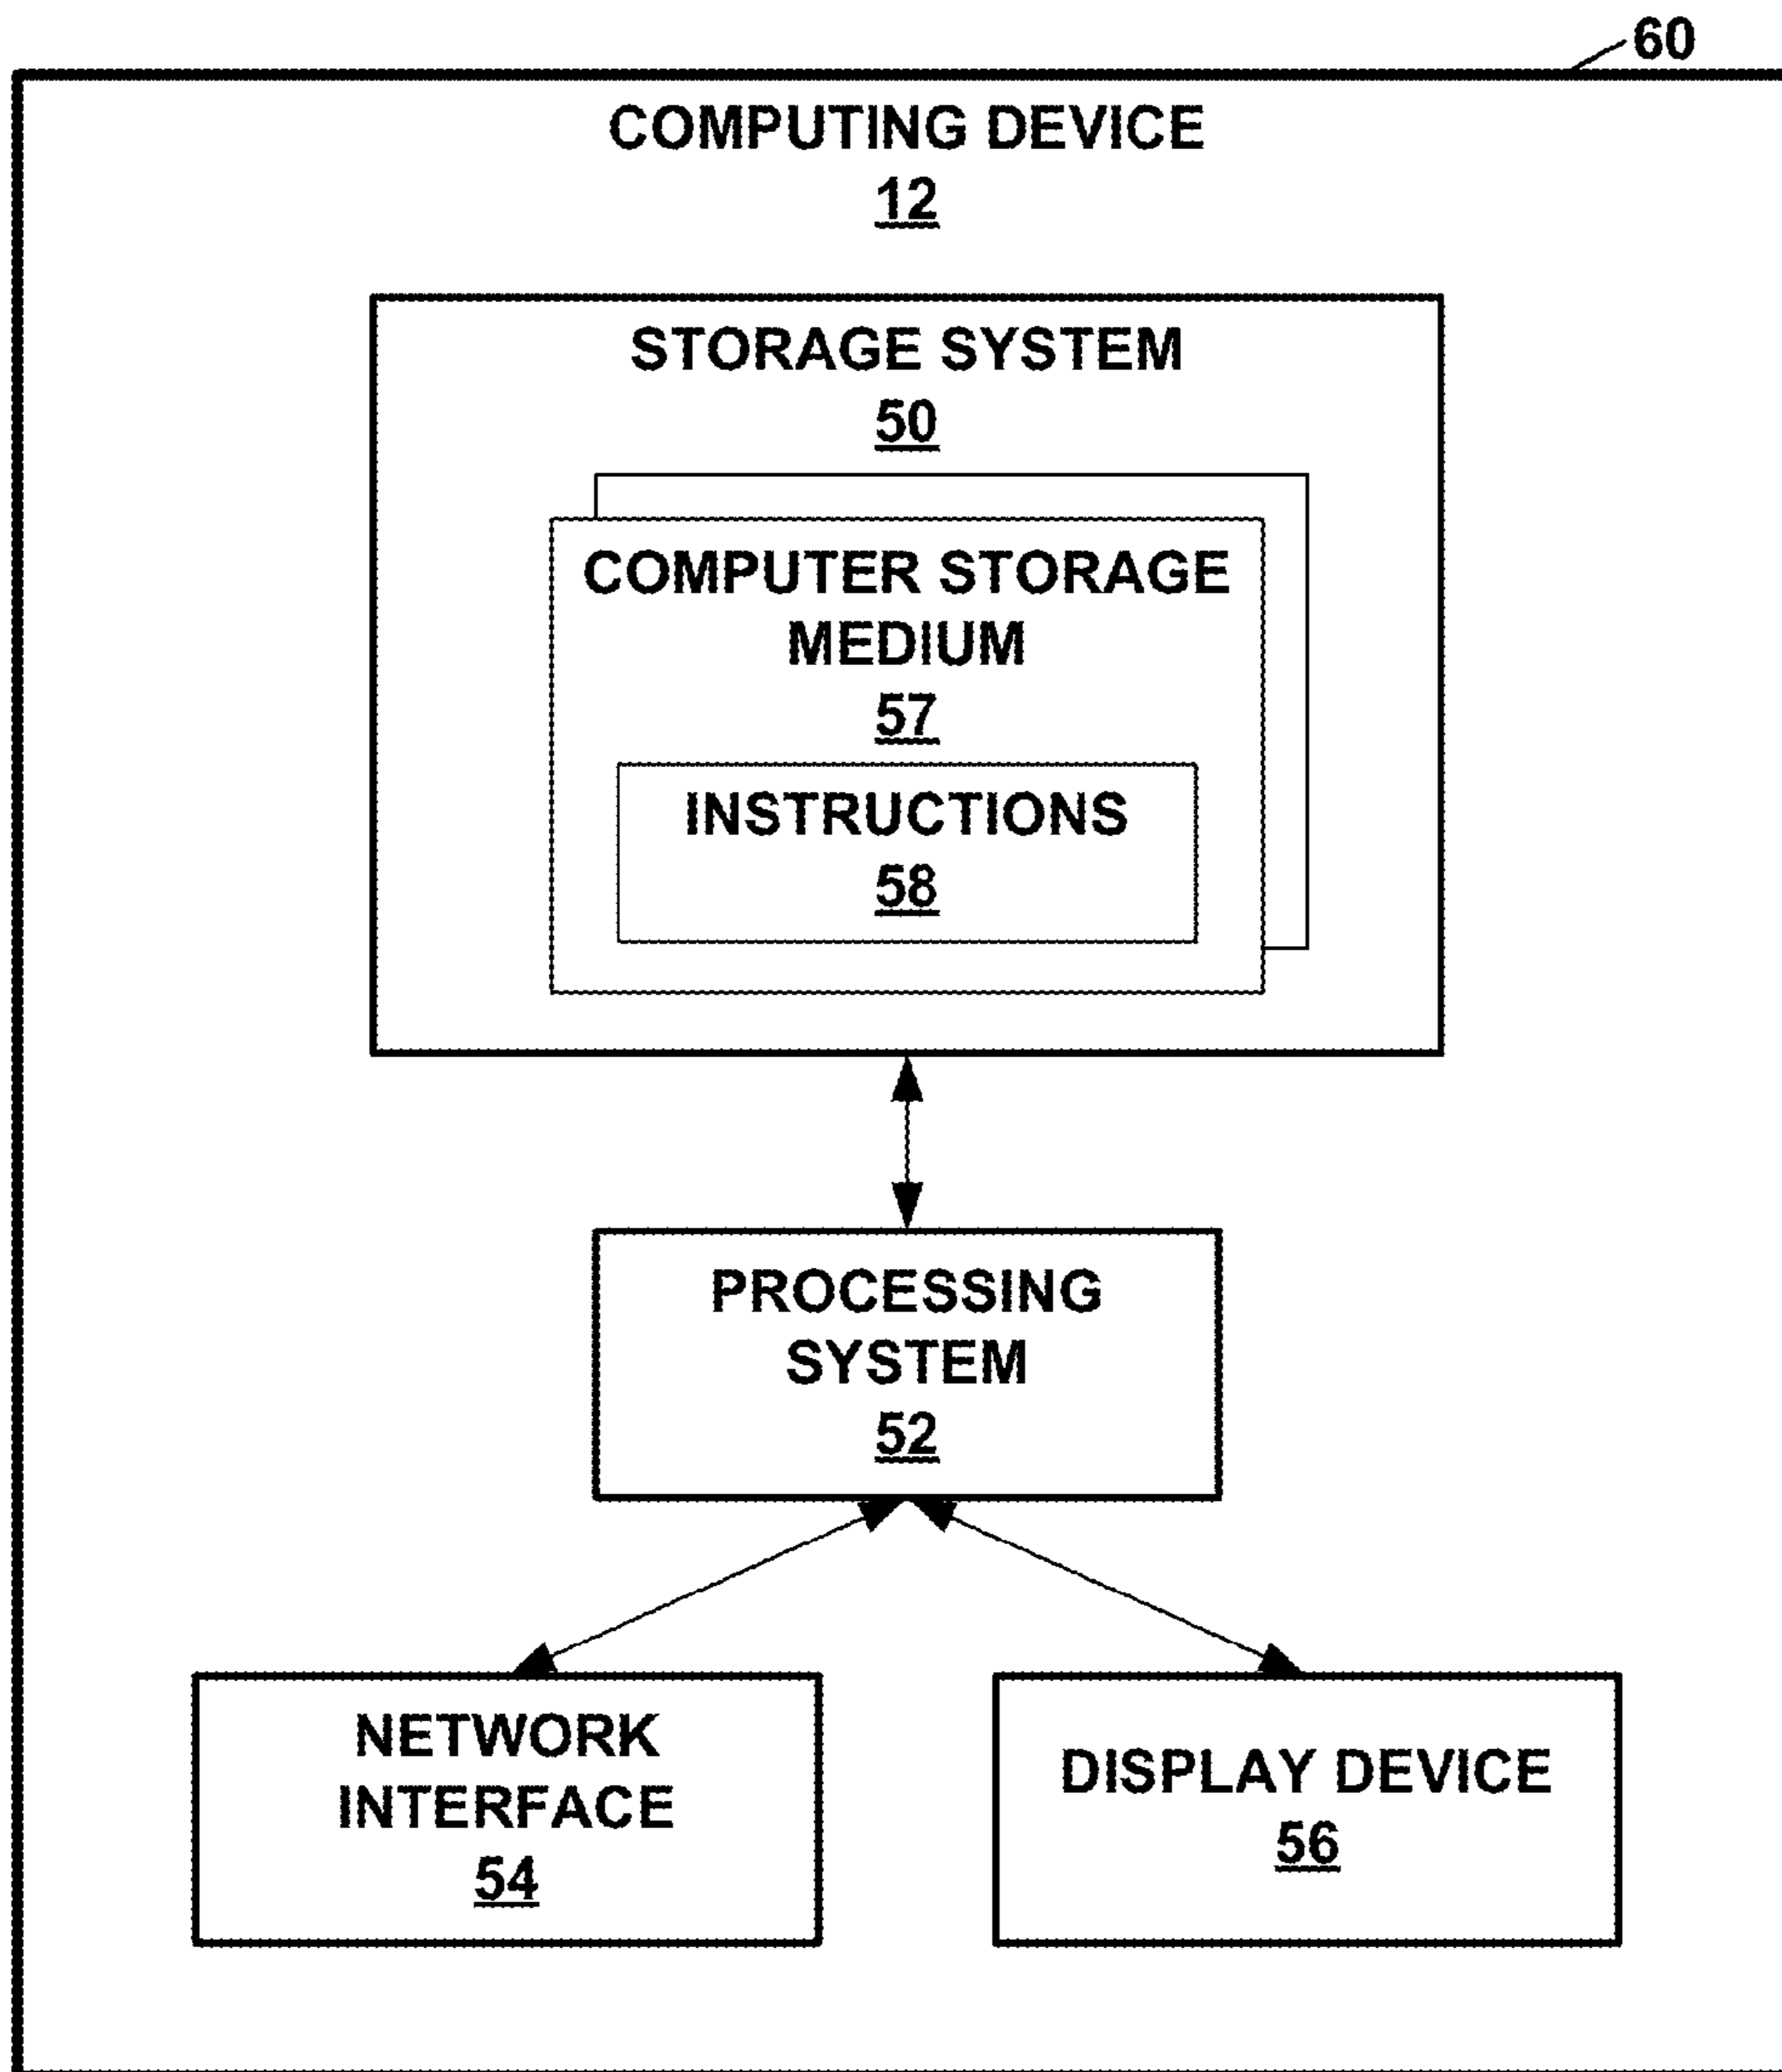 60
COMPUTING DEVICE
12
STORAGE SYSTEM
50
COMPUTER STORAGE
MEDIUM
57
INSTRUCTIONS
58
PROCESSING
SYSTEM
52
NETWORK
INTERFACE
54
DISPLAY DEVICE
56